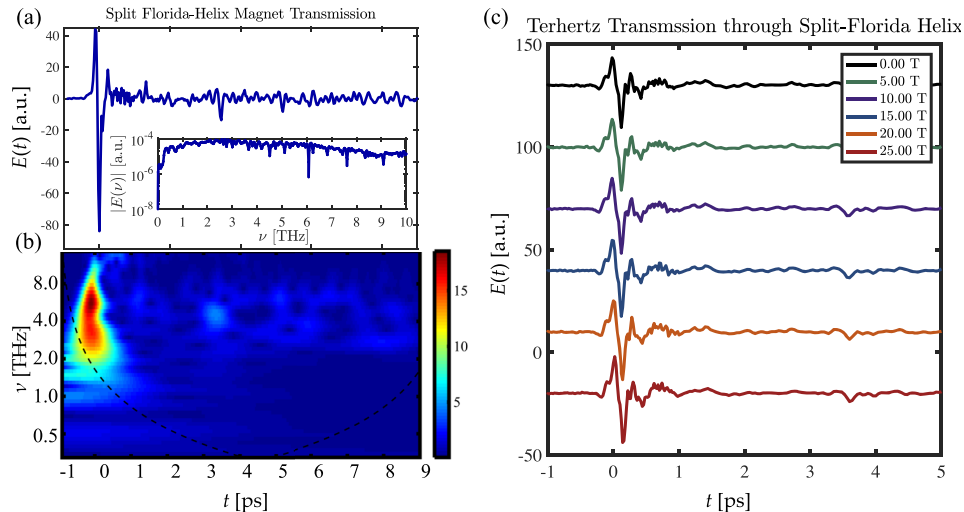 (a)
Split Florida-Helix Magnet Transmission
E(t) [a.u.]
40
20
0
-20
-40
-60
-80
|E(ν)| [a.u.]
10⁻⁴
10⁻⁶
10⁻⁸
0 1 2 3 4 5 6 7 8 9 10
ν [THz]
(b)
ν [THz]
8.0
4.0
2.0
1.0
0.5
-1 0 1 2 3 4 5 6 7 8 9
t [ps]
15
10
5
(c)
Terhertz Transmssion through Split-Florida Helix
E(t) [a.u.]
150
100
50
0
-50
0.00 T
5.00 T
10.00 T
15.00 T
20.00 T
25.00 T
-1 0 1 2 3 4 5
t [ps]